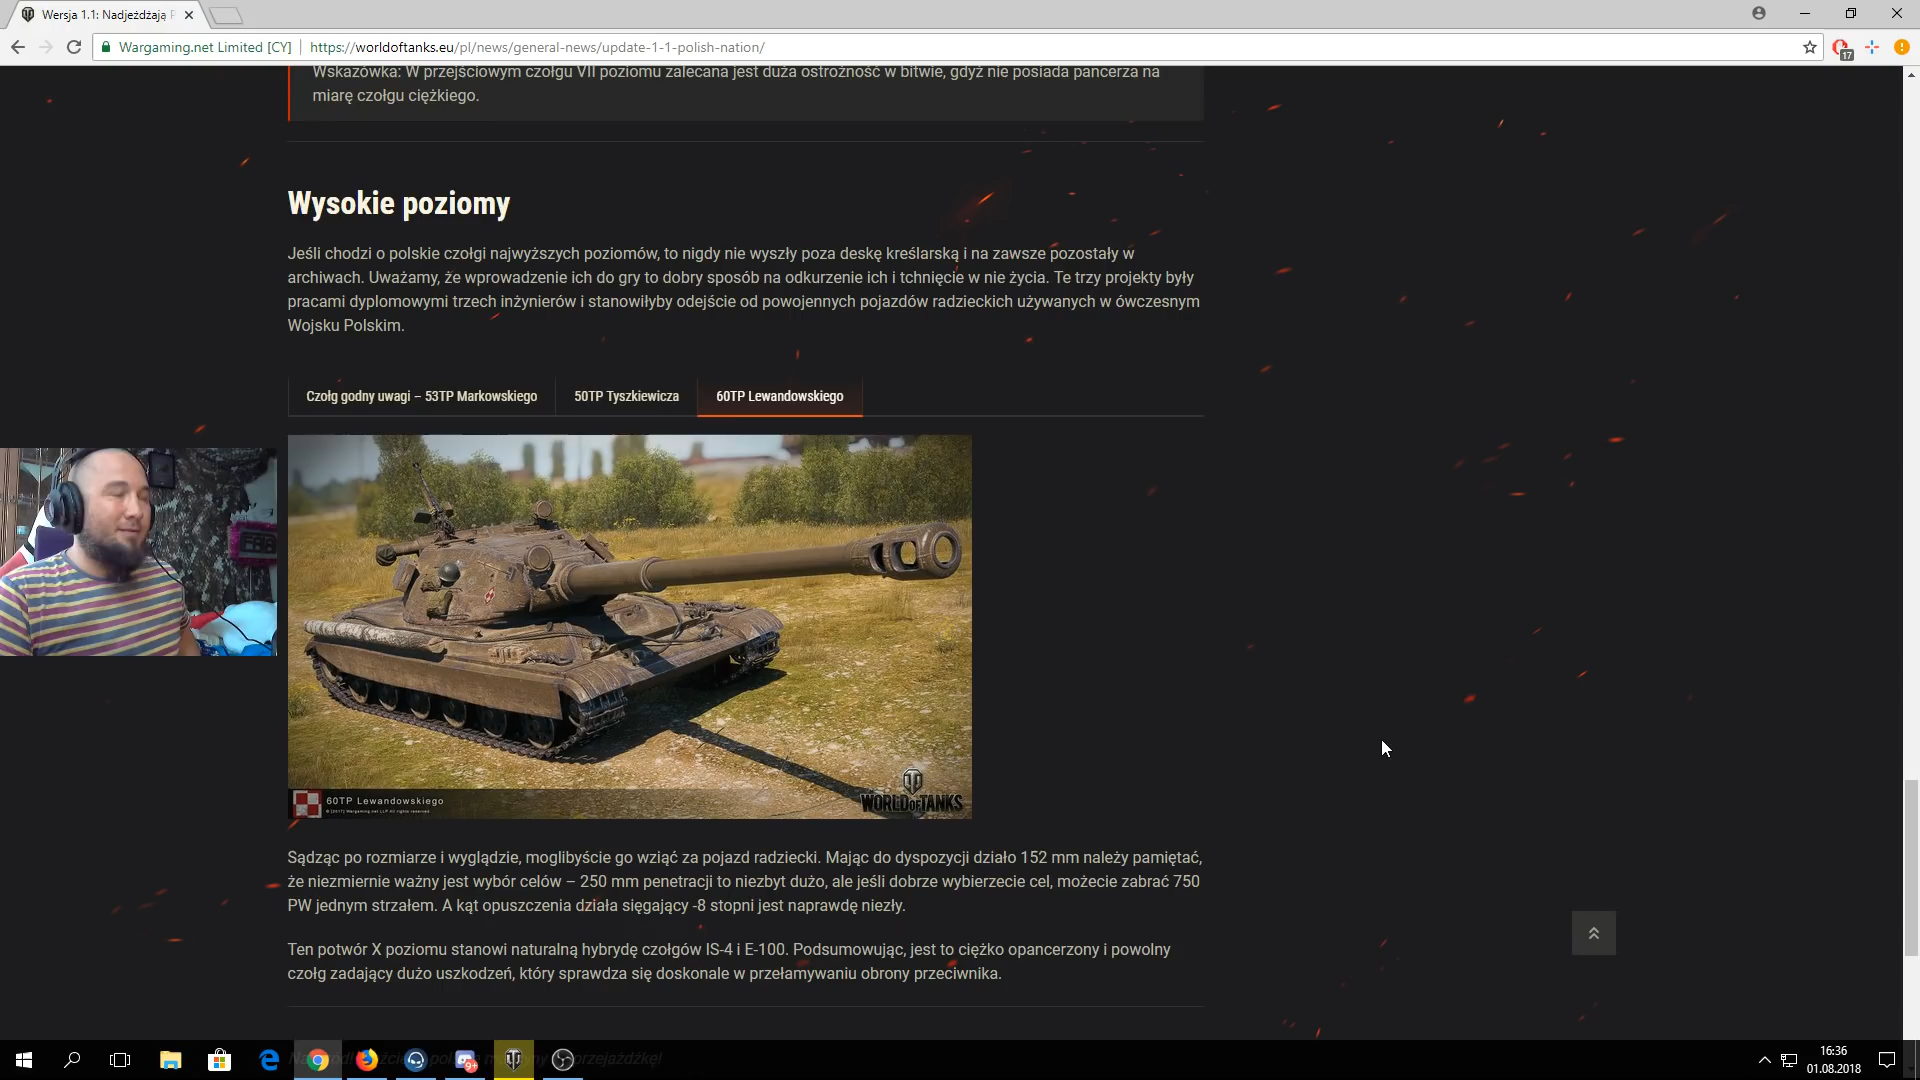 Wersja 1.1: Nadjeżdżają P
Wargaming.net Limited [CY] https://worldoftanks.eu/pl/news/general-news/update-1-1-polish-nation/
17
Wskazówka: W przejściowym czołgu VII poziomu zalecana jest duża ostrożność w bitwie, gdyż nie posiada pancerza na
miarę czołgu ciężkiego.
Wysokie poziomy
Jeśli chodzi o polskie czołgi najwyższych poziomów, to nigdy nie wyszły poza deskę kreślarską i na zawsze pozostały w
archiwach. Uważamy, że wprowadzenie ich do gry to dobry sposób na odkurzenie ich i tchnięcie w nie życia. Te trzy projekty były
pracami dyplomowymi trzech inżynierów i stanowiłyby odejście od powojennych pojazdów radzieckich używanych w ówczesnym
Wojsku Polskim.
Czołg godny uwagi – 53TP Markowskiego 50TP Tyszkiewicza 60TP Lewandowskiego
60TP Lewandowskiego
WORLD OF TANKS
Sądząc po rozmiarze i wyglądzie, moglibyście go wziąć za pojazd radziecki. Mając do dyspozycji działo 152 mm należy pamiętać,
że niezmiernie ważny jest wybór celów – 250 mm penetracji to niezbyt dużo, ale jeśli dobrze wybierzecie cel, możecie zabrać 750
PW jednym strzałem. A kąt opuszczenia działa sięgający -8 stopni jest naprawdę niezły.
Ten potwór X poziomu stanowi naturalną hybrydę czołgów IS-4 i E-100. Podsumowując, jest to ciężko opancerzony i powolny
czołg zadający dużo uszkodzeń, który sprawdza się doskonale w przełamywaniu obrony przeciwnika.
przejażdżkę!
9+
16:36
01.08.2018